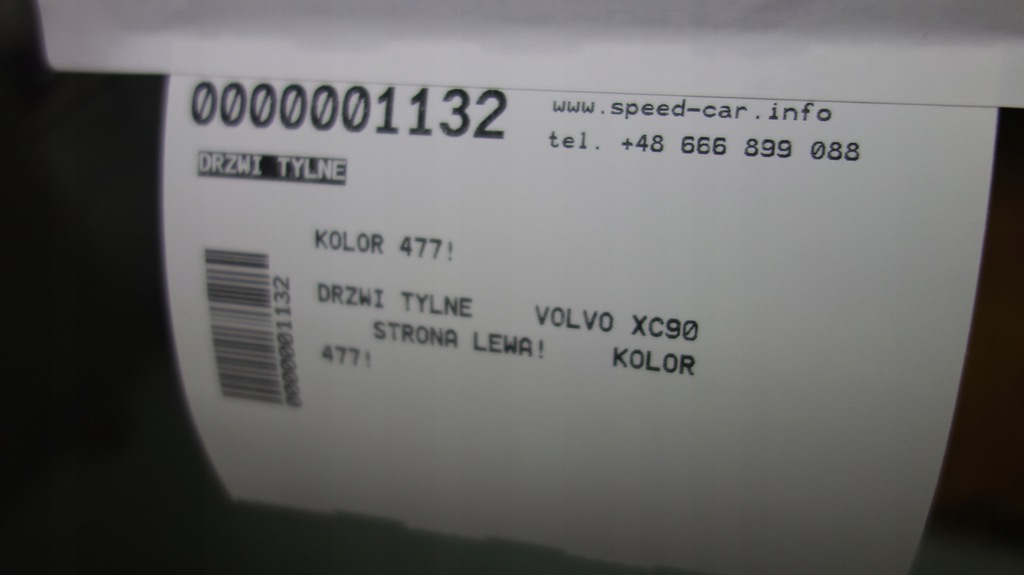 0000001132
www.speed-car.info
tel. +48 666 899 088
DRZWI TYLNE
KOLOR 477!
0000001132
DRZWI TYLNE VOLVO XC90
STRONA LEWA! KOLOR
477!